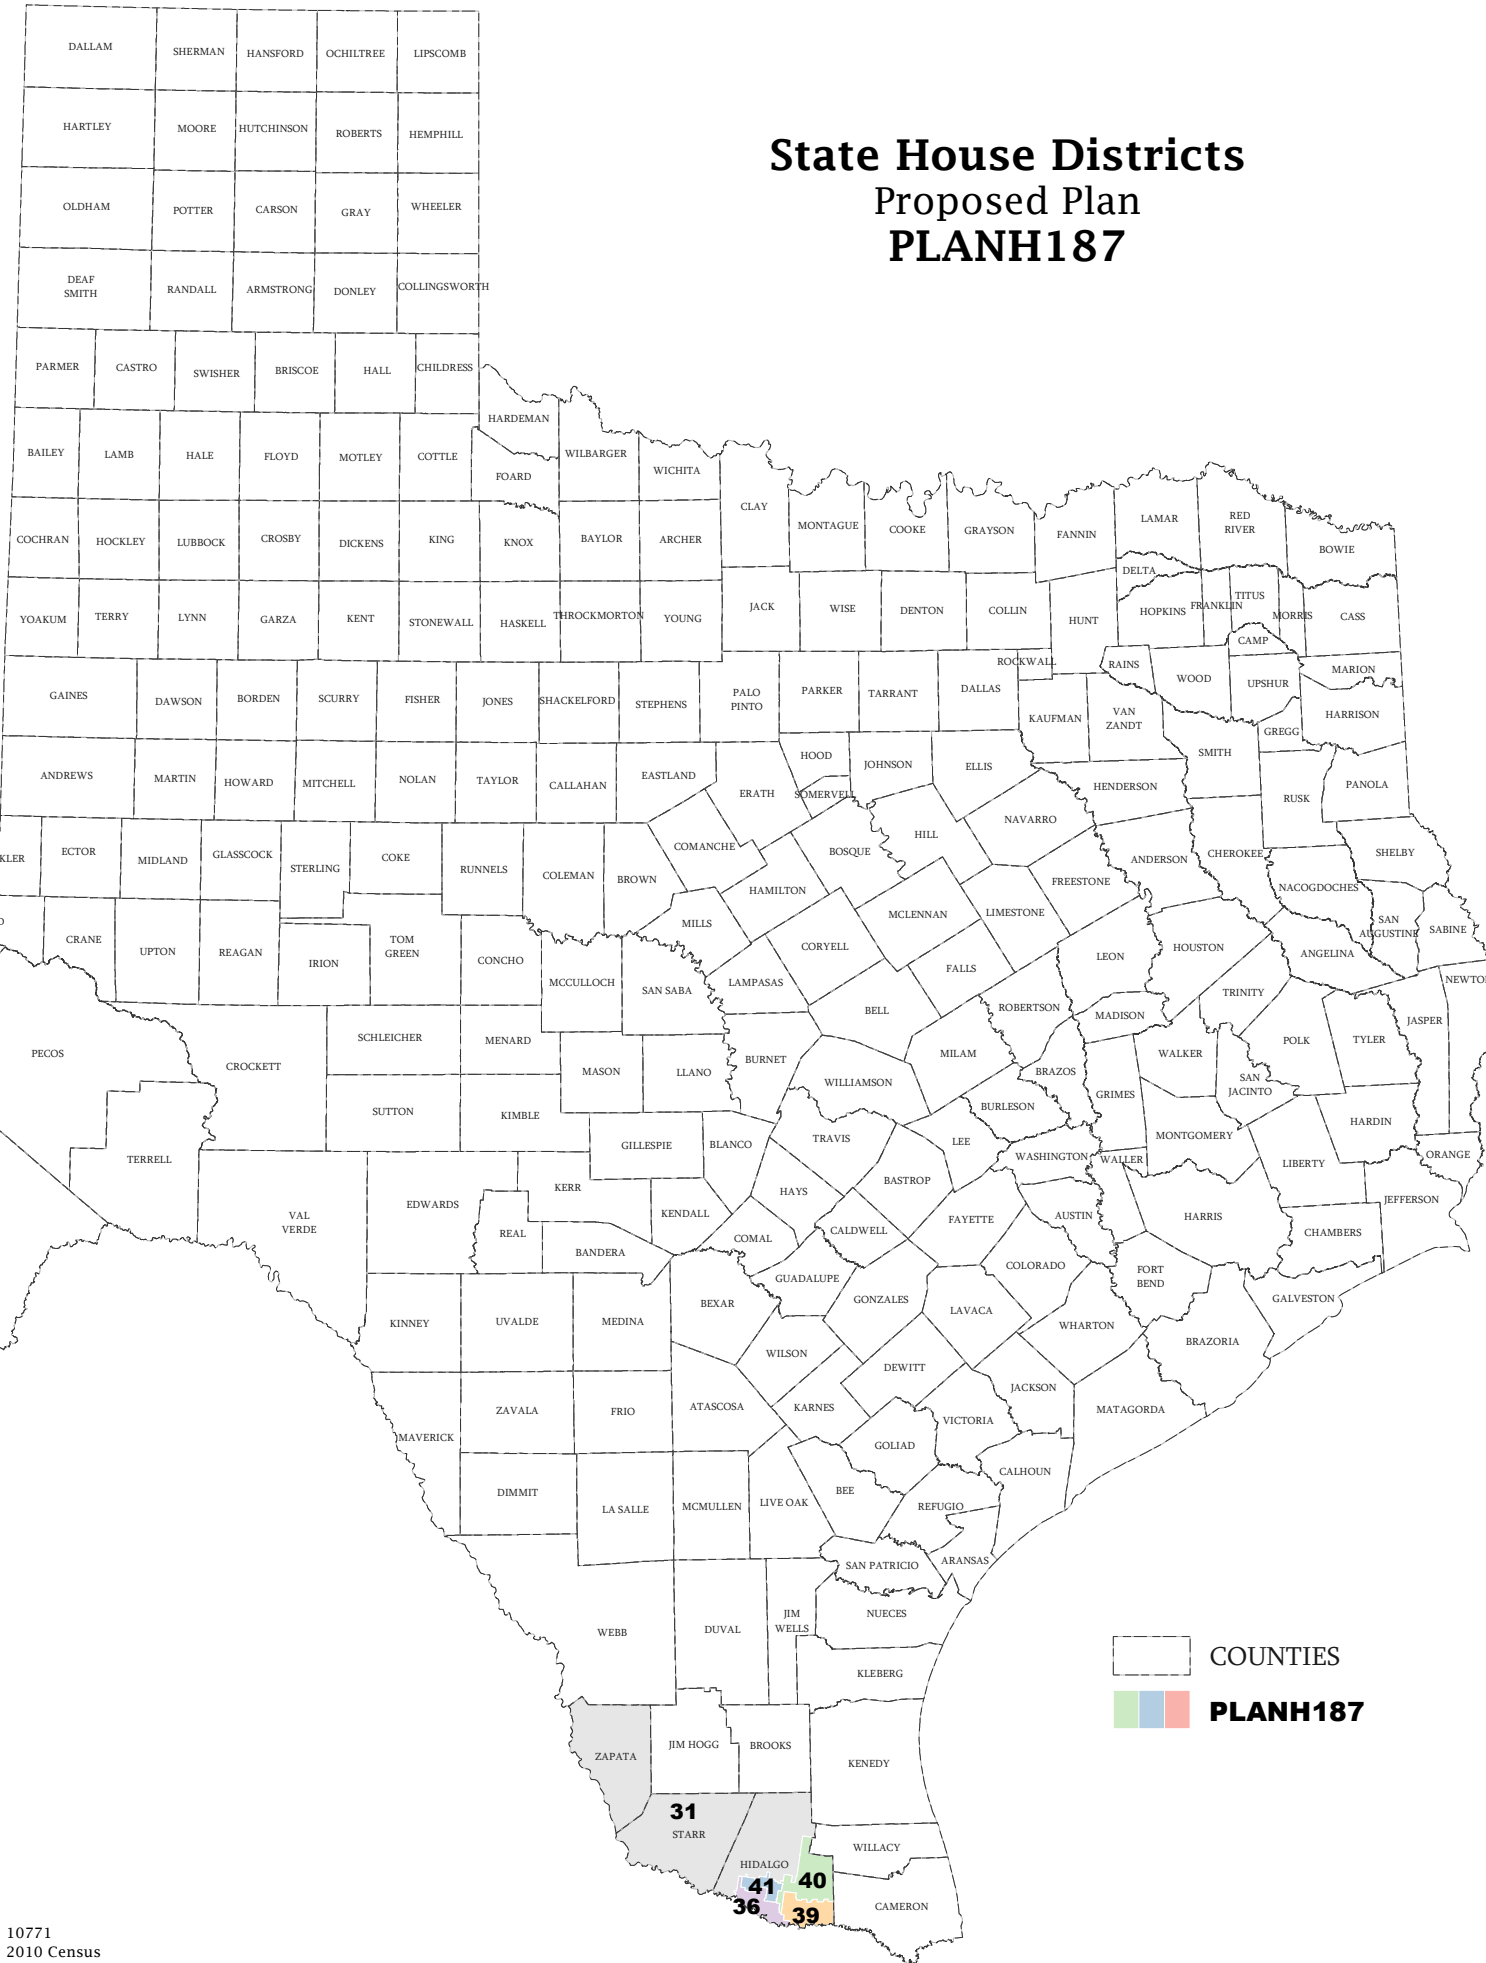 State House Districts
Proposed Plan
PLANH187
DALLAM
SHERMAN
HANSFORD
OCHILTREE
LIPSCOMB
HARTLEY
MOORE
HUTCHINSON
ROBERTS
HEMPHILL
OLDHAM
POTTER
CARSON
GRAY
WHEELER
DEAF
SMITH
RANDALL
ARMSTRONG
DONLEY
COLLINGSWORTH
PARMER
CASTRO
SWISHER
BRISCOE
HALL
CHILDRESS
HARDEMAN
BAILEY
LAMB
HALE
FLOYD
MOTLEY
COTTLE
FOARD
WILBARGER
WICHITA
CLAY
MONTAGUE
COOKE
GRAYSON
FANNIN
LAMAR
RED
RIVER
BOWIE
COCHRAN
HOCKLEY
LUBBOCK
CROSBY
DICKENS
KING
KNOX
BAYLOR
ARCHER
DELTA
YOAKUM
TERRY
LYNN
GARZA
KENT
STONEWALL
HASKELL
THROCKMORTON
YOUNG
JACK
WISE
DENTON
COLLIN
HUNT
HOPKINS
FRANKLIN
TITUS
MORRIS
CASS
CAMP
ROCKWALL
RAINS
WOOD
UPSHUR
MARION
GAINES
DAWSON
BORDEN
SCURRY
FISHER
JONES
SHACKELFORD
STEPHENS
PALO
PINTO
PARKER
TARRANT
DALLAS
KAUFMAN
VAN
ZANDT
GREGG
HARRISON
ANDREWS
MARTIN
HOWARD
MITCHELL
NOLAN
TAYLOR
CALLAHAN
EASTLAND
ERATH
HOOD
SOMERVELL
JOHNSON
ELLIS
HENDERSON
SMITH
RUSK
PANOLA
KLER
ECTOR
MIDLAND
GLASSCOCK
STERLING
COKE
RUNNELS
COLEMAN
BROWN
COMANCHE
HAMILTON
BOSQUE
HILL
NAVARRO
FREESTONE
ANDERSON
CHEROKEE
NACOGDOCHES
SHELBY
D
CRANE
UPTON
REAGAN
IRION
TOM
GREEN
CONCHO
MCCULLOCH
SAN SABA
MILLS
LAMPASAS
CORYELL
MCLENNAN
LIMESTONE
FALLS
LEON
HOUSTON
ANGELINA
SAN
AUGUSTINE
SABINE
NEWTO
PECOS
CROCKETT
SCHLEICHER
MENARD
MASON
LLANO
BURNET
BELL
MILAM
ROBERTSON
MADISON
TRINITY
WALKER
POLK
TYLER
JASPER
TERRELL
SUTTON
KIMBLE
GILLESPIE
BLANCO
WILLIAMSON
TRAVIS
LEE
BURLESON
BRAZOS
GRIMES
SAN
JACINTO
MONTGOMERY
HARDIN
LIBERTY
ORANGE
JEFFERSON
VAL
VERDE
EDWARDS
REAL
KERR
KENDALL
BANDERA
COMAL
HAYS
BASTROP
CALDWELL
FAYETTE
WASHINGTON
WALLER
AUSTIN
HARRIS
CHAMBERS
KINNEY
UVALDE
MEDINA
BEXAR
GUADALUPE
GONZALES
LAVACA
COLORADO
FORT
BEND
WHARTON
BRAZORIA
GALVESTON
MAVERICK
ZAVALA
FRIO
ATASCOSA
WILSON
KARNES
DEWITT
JACKSON
MATAGORDA
DIMMIT
LA SALLE
MCMULLEN
LIVE OAK
BEE
GOLIAD
VICTORIA
CALHOUN
REFUGIO
ARANSAS
SAN PATRICIO
WEBB
DUVAL
JIM
WELLS
NUECES
KLEBERG
ZAPATA
JIM HOGG
BROOKS
KENEDY
31
STARR
HIDALGO
WILLACY
CAMERON
40
41
36
39
COUNTIES
PLANH187
10771
2010 Census